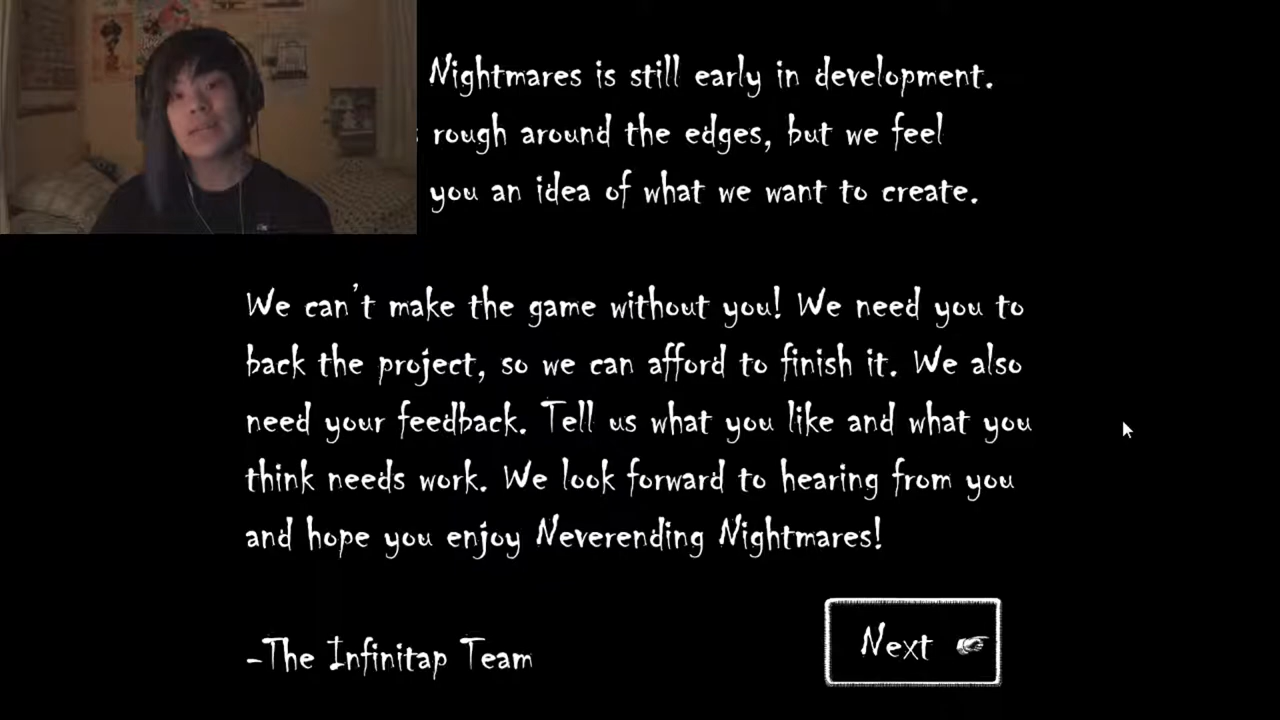 Nightmares is still early in development.
rough around the edges, but we feel
you an idea of what we want to create.
We can't make the game without you! We need you to
back the project, so we can afford to finish it. We also
need your feedback. Tell us what you like and what you
think needs work. We look forward to hearing from you
and hope you enjoy Neverending Nightmares!
-The Infinitap Team
Next